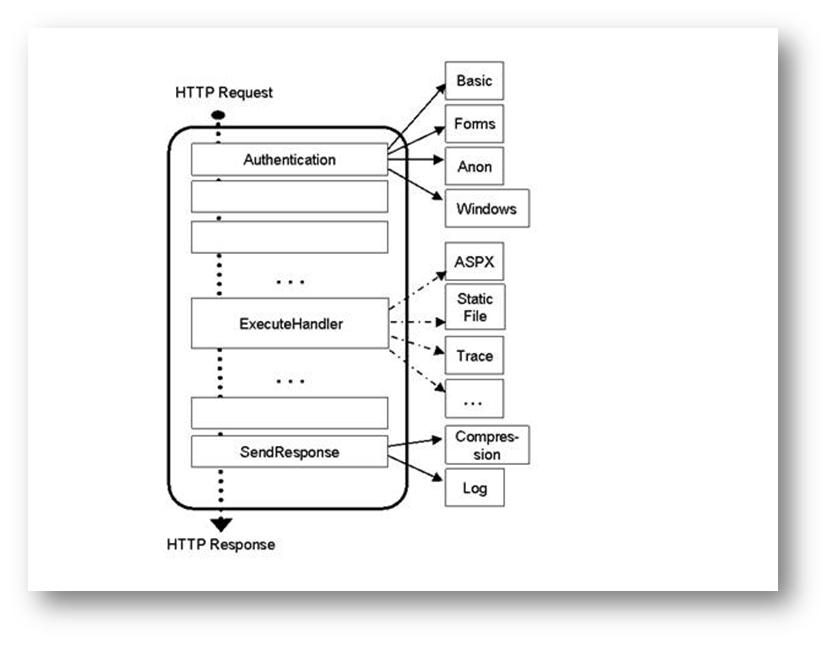 HTTP Request
Authentication
Basic
Forms
Anon
Windows
...
ExecuteHandler
ASPX
Static
File
Trace
...
...
SendResponse
Compres-
sion
Log
HTTP Response